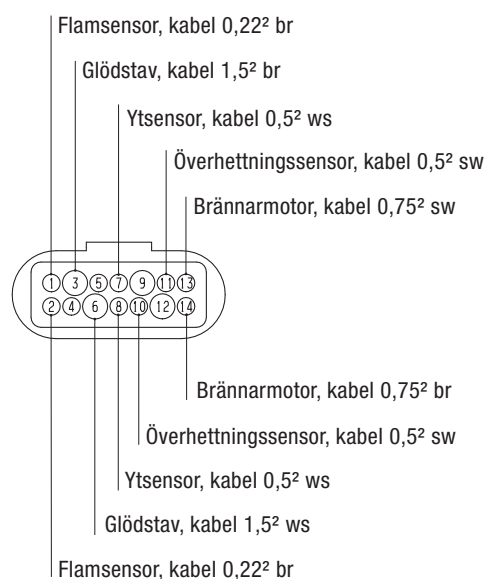 Flamsensor, kabel 0,22² br
Glödstav, kabel 1,5² br
Ytsensor, kabel 0,5² ws
Överhettningssensor, kabel 0,5² sw
Brännarmotor, kabel 0,75² sw
1 3 5 7 9 11 13
2 4 6 8 10 12 14
Brännarmotor, kabel 0,75² br
Överhettningssensor, kabel 0,5² sw
Ytsensor, kabel 0,5² ws
Glödstav, kabel 1,5² ws
Flamsensor, kabel 0,22² br